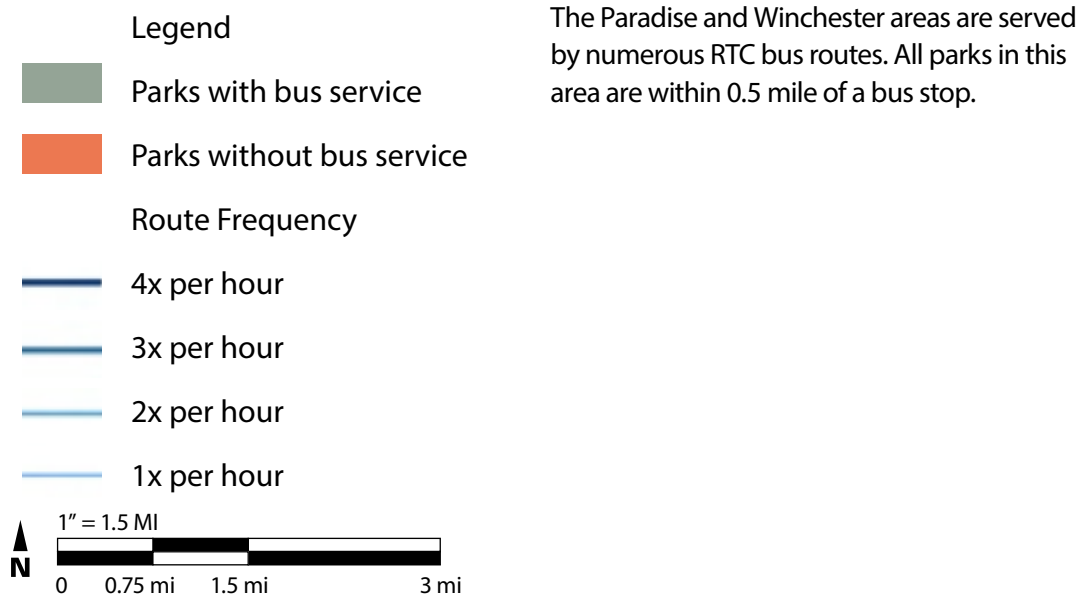 Legend
Parks with bus service
Parks without bus service
Route Frequency
4x per hour
3x per hour
2x per hour
1x per hour
1″ = 1.5 MI
N
0 0.75 mi 1.5 mi 3 mi
The Paradise and Winchester areas are served
by numerous RTC bus routes. All parks in this
area are within 0.5 mile of a bus stop.